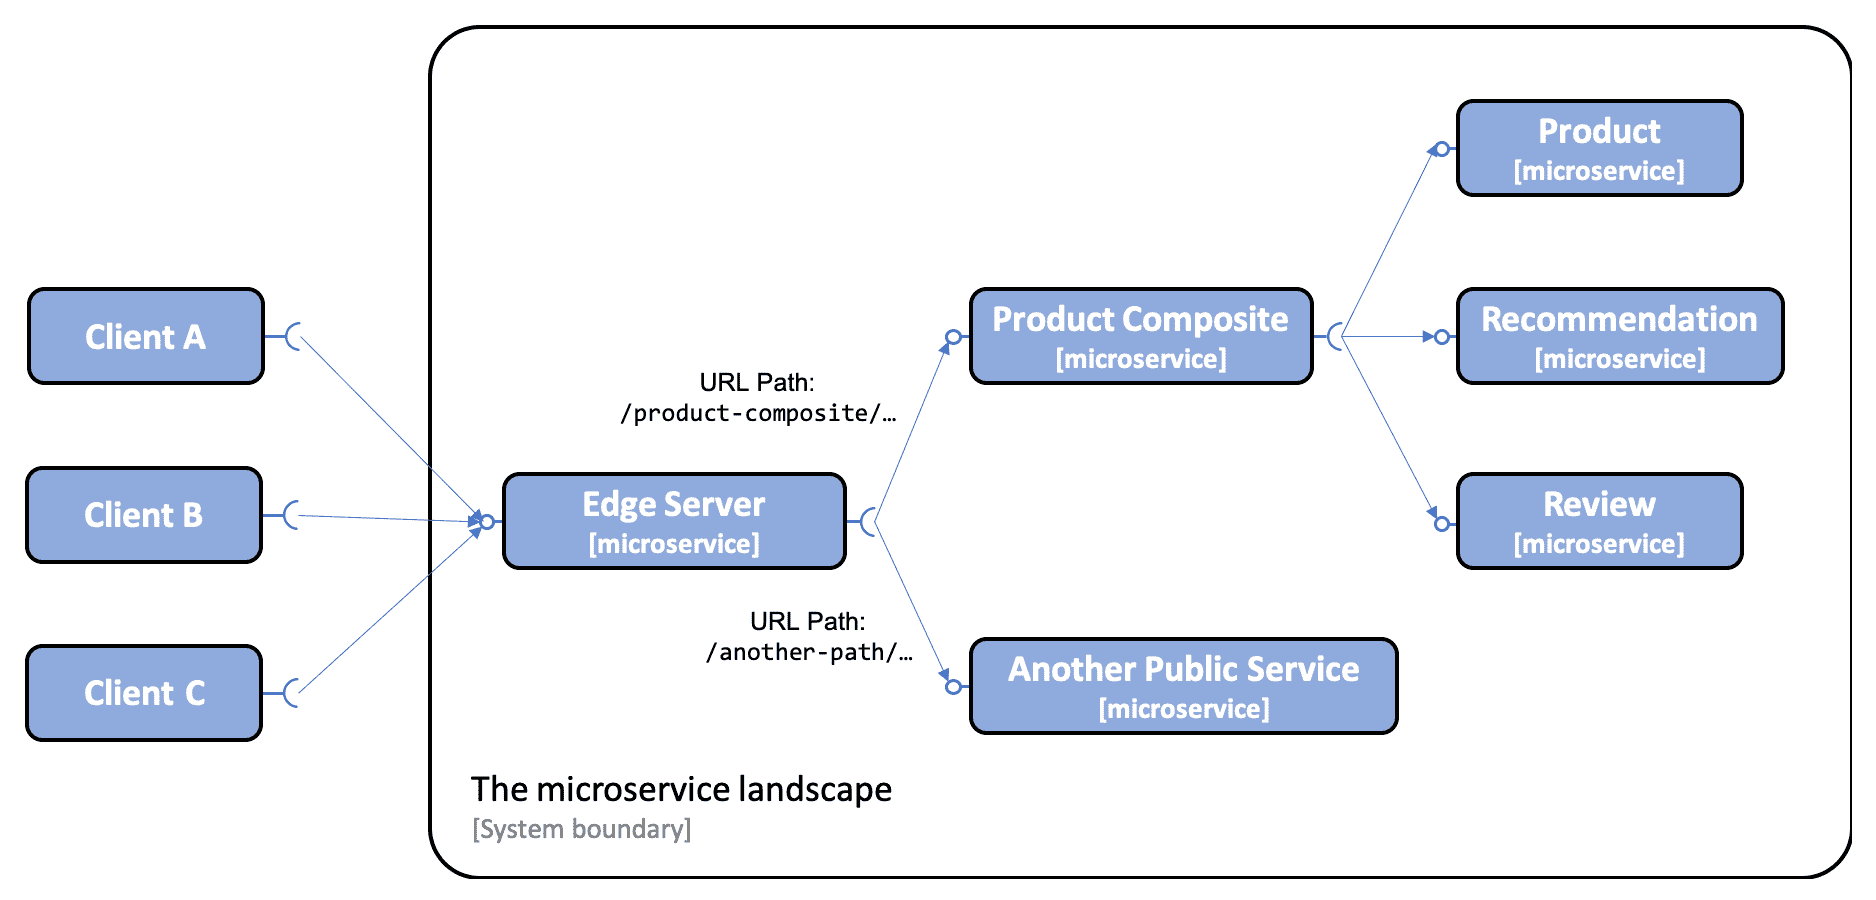 Product
[microservice]
Client A
Product Composite
[microservice]
Recommendation
[microservice]
URL Path:
/product-composite/…
Client B
Edge Server
[microservice]
Review
[microservice]
URL Path:
/another-path/…
Client C
Another Public Service
[microservice]
The microservice landscape
[System boundary]